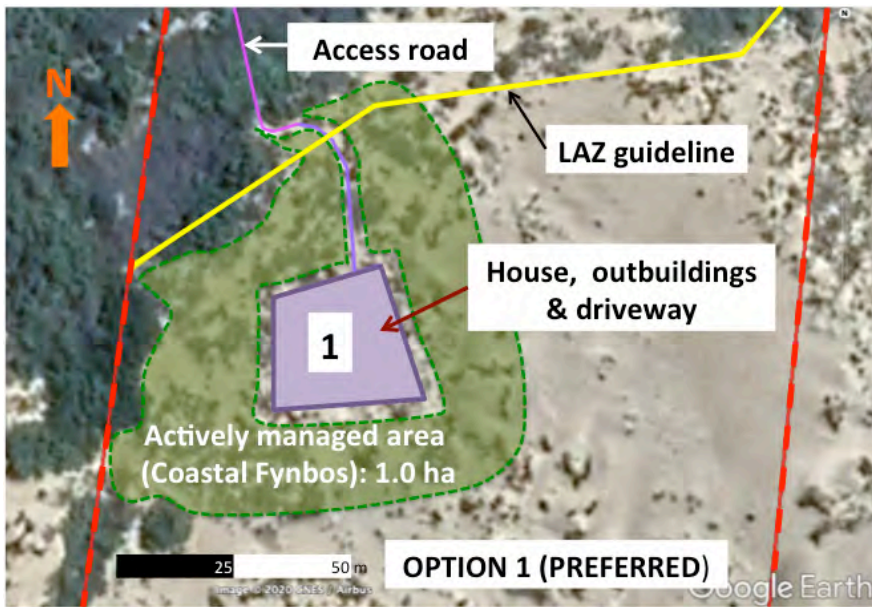 N
Access road
N
LAZ guideline
House, outbuildings
& driveway
1
Actively managed area
(Coastal Fynbos): 1.0 ha
25
50 m
OPTION 1 (PREFERRED)
Image © 2020 CNES / Airbus
Google Earth